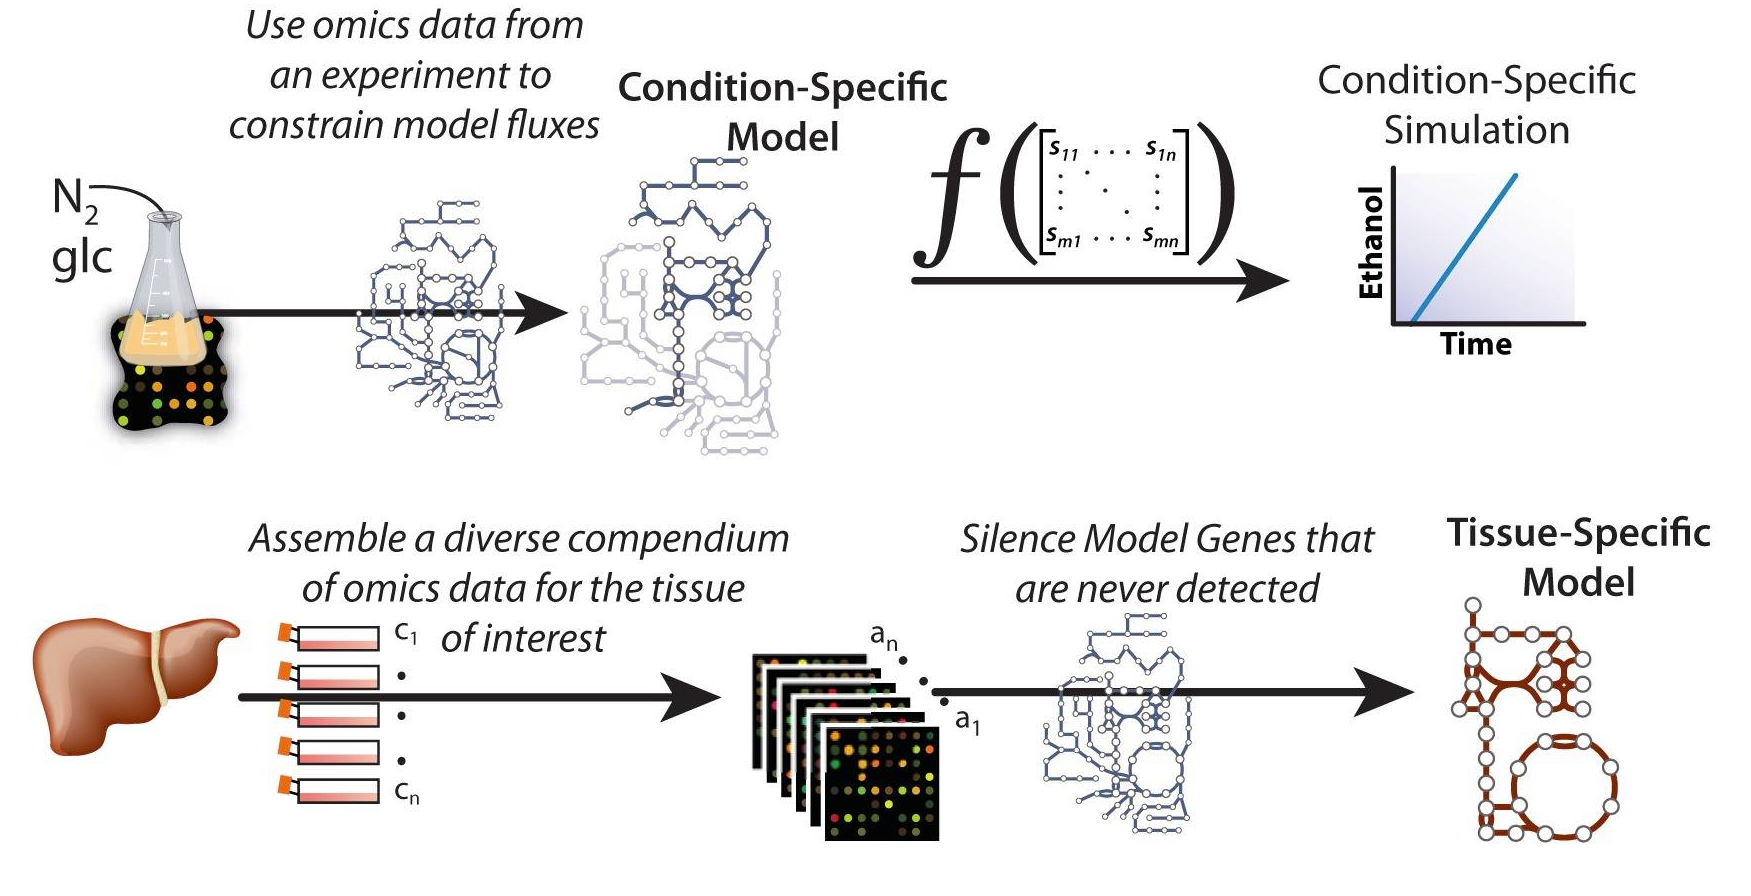 Use omics data from
an experiment to
constrain model fluxes
Condition-Specific
Model
N2
glc
f ( [ s11 . . . s1n
sm1 . . . smn ] )
Condition-Specific
Simulation
Ethanol
Time
Assemble a diverse compendium
of omics data for the tissue
of interest
c1
cn
an
a1
Silence Model Genes that
are never detected
Tissue-Specific
Model